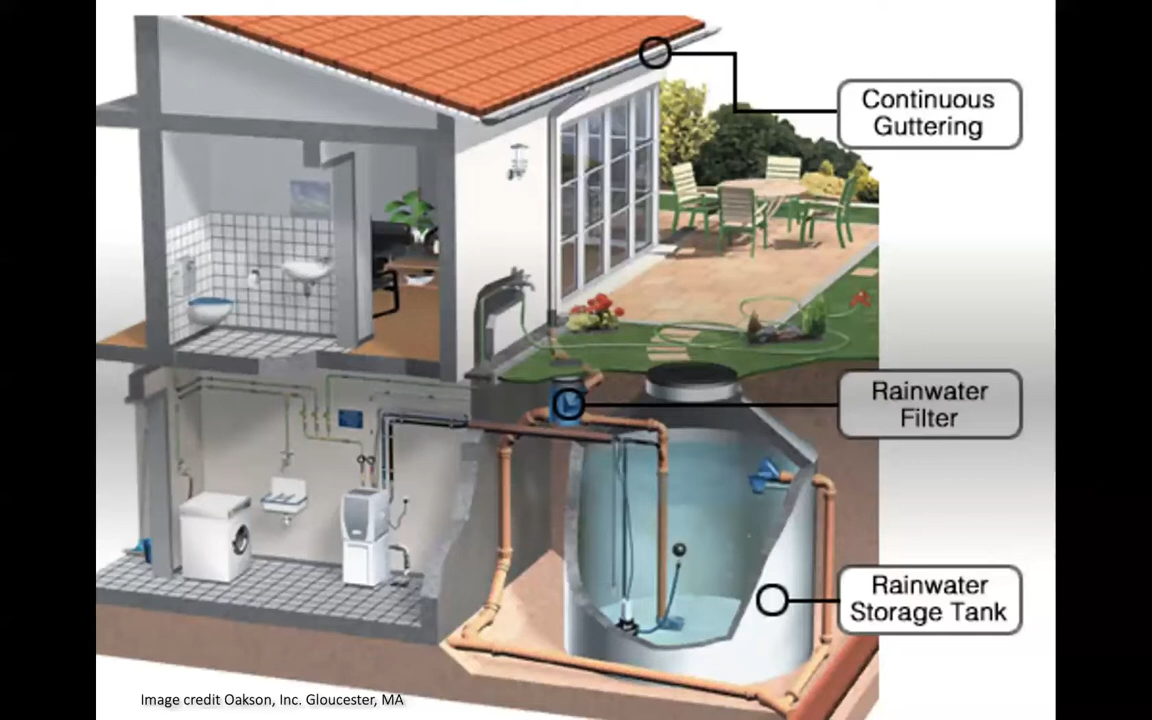 Continuous
Guttering
Rainwater
Filter
Rainwater
Storage Tank
Image credit Oakson, Inc. Gloucester, MA